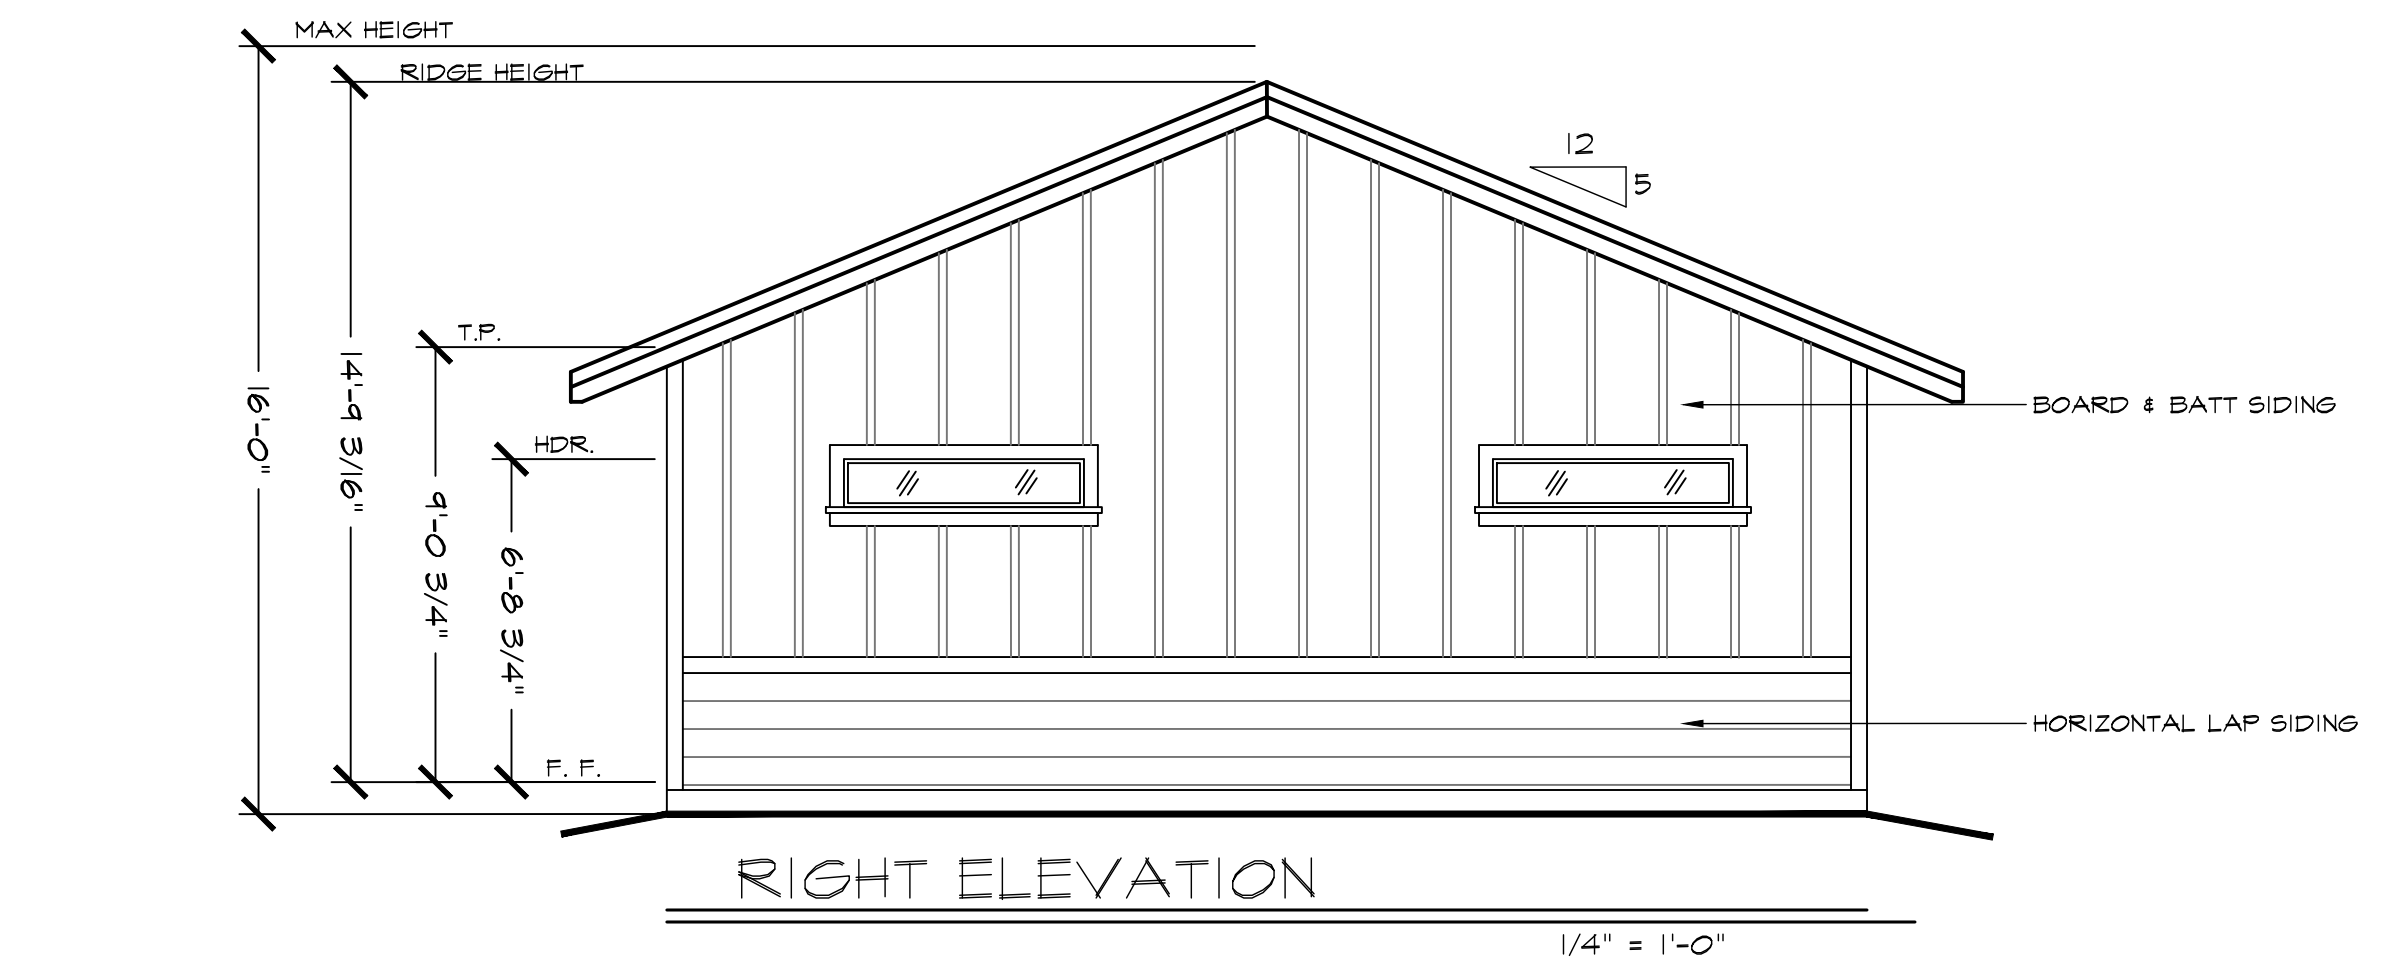 MAX HEIGHT
RIDGE HEIGHT
12
5
T.P.
HDR.
16'-0"
14'-9 3/16"
9'-0 3/4"
6'-8 3/4"
BOARD & BATT SIDING
HORIZONTAL LAP SIDING
F. F.
RIGHT ELEVATION
1/4" = 1'-0"